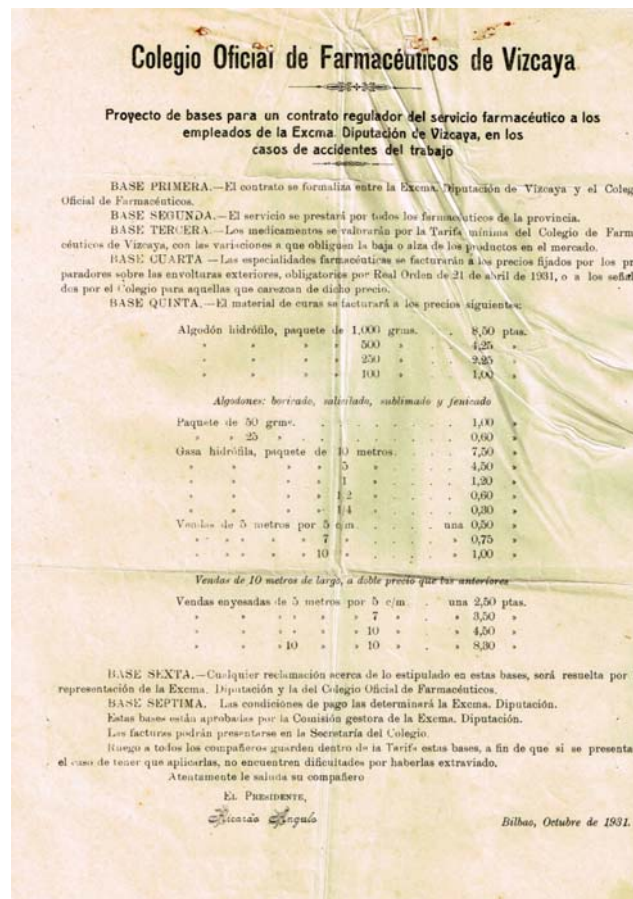 Colegio Oficial de Farmacéuticos de Vizcaya
Proyecto de bases para un contrato regulador del servicio farmacéutico a los
empleados de la Excma. Diputación de Vizcaya, en los
casos de accidentes del trabajo
BASE PRIMERA.—El contrato se formaliza entre la Excma. Diputación de Vizcaya y el Coleg
Oficial de Farmacéuticos.
BASE SEGUNDA.—El servicio se prestará por todos los farmacéuticos de la provincia.
BASE TERCERA.—Los medicamentos se valorarán por la Tarifa mínima del Colegio de Farm
céuticos de Vizcaya, con las variaciones a que obliguen la baja o alza de los productos en el mercado.
BASE CUARTA —Las especialidades farmacéuticas se facturarán a los precios fijados por los pr
paradores sobre las envolturas exteriores, obligatorios por Real Orden de 21 de abril de 1931, o a los señal
dos por el Colegio para aquellas que carezcan de dicho precio.
BASE QUINTA.—El material de curas se facturará a los precios siguientes:
Algodón hidrófilo, paquete de 1,000 grms. . . 8,50 ptas.
» » » » 500 » . . 4,25 »
» » » » 250 » . . 2,25 »
» » » » 100 » . . 1,00 »
Algodones: boricado, salicilado, sublimado y fenicado
Paquete de 50 grms. . . . . . . . 1,00 »
» » 25 » . . . . . . . 0,60 »
Gasa hidrófila, paquete de 10 metros. . . . . 7,50 »
» » » » 5 » . . . . 4,50 »
» » » » 1 » . . . . 1,20 »
» » » » 1/2 » . . . . 0,60 »
» » » » 1/4 » . . . . 0,30 »
Vendas de 5 metros por 5 c/m . . . . una 0,50 »
» » » » » 7 » . . . . » 0,75 »
» » » » » 10 » . . . . » 1,00 »
Vendas de 10 metros de largo, a doble precio que las anteriores
Vendas enyesadas de 5 metros por 5 c/m . . una 2,50 ptas.
» » » » » 7 » . . » 3,50 »
» » » » » 10 » . . » 4,50 »
» » » 10 » » 10 » . . » 8,30 »
BASE SEXTA.—Cualquier reclamación acerca de lo estipulado en estas bases, será resuelta por
representación de la Excma. Diputación y la del Colegio Oficial de Farmacéuticos.
BASE SEPTIMA. Las condiciones de pago las determinará la Excma. Diputación.
Estas bases están aprobadas por la Comisión gestora de la Excma. Diputación.
Las facturas podrán presentarse en la Secretaría del Colegio.
Ruego a todos los compañeros guarden dentro de la Tarifa estas bases, a fin de que si se presenta
el caso de tener que aplicarlas, no encuentren dificultades por haberlas extraviado.
Atentamente le saluda su compañero
EL PRESIDENTE,
Ricardo Angulo
Bilbao, Octubre de 1931.